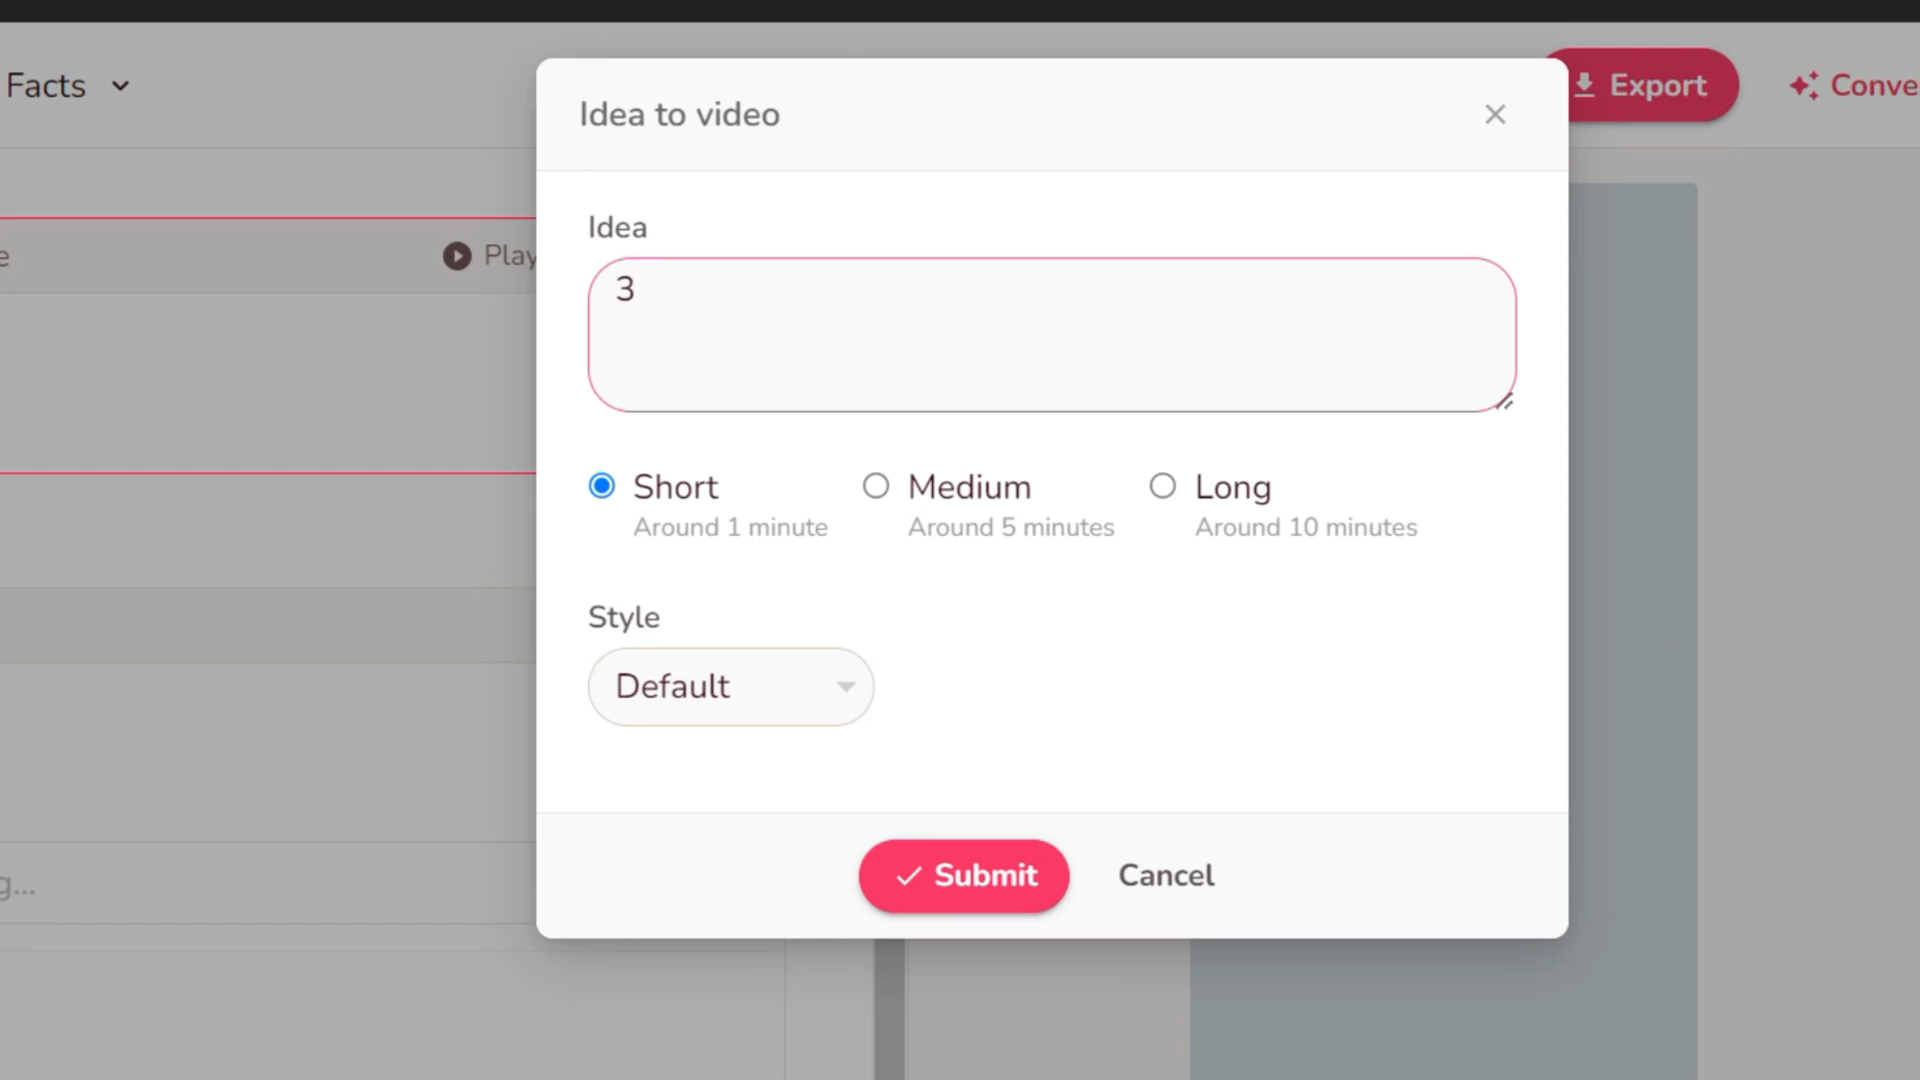 Facts
Export
Conve
Idea to video
Play
Idea
3
Short
Medium
Long
Around 1 minute
Around 5 minutes
Around 10 minutes
Style
Default
g...
Submit
Cancel